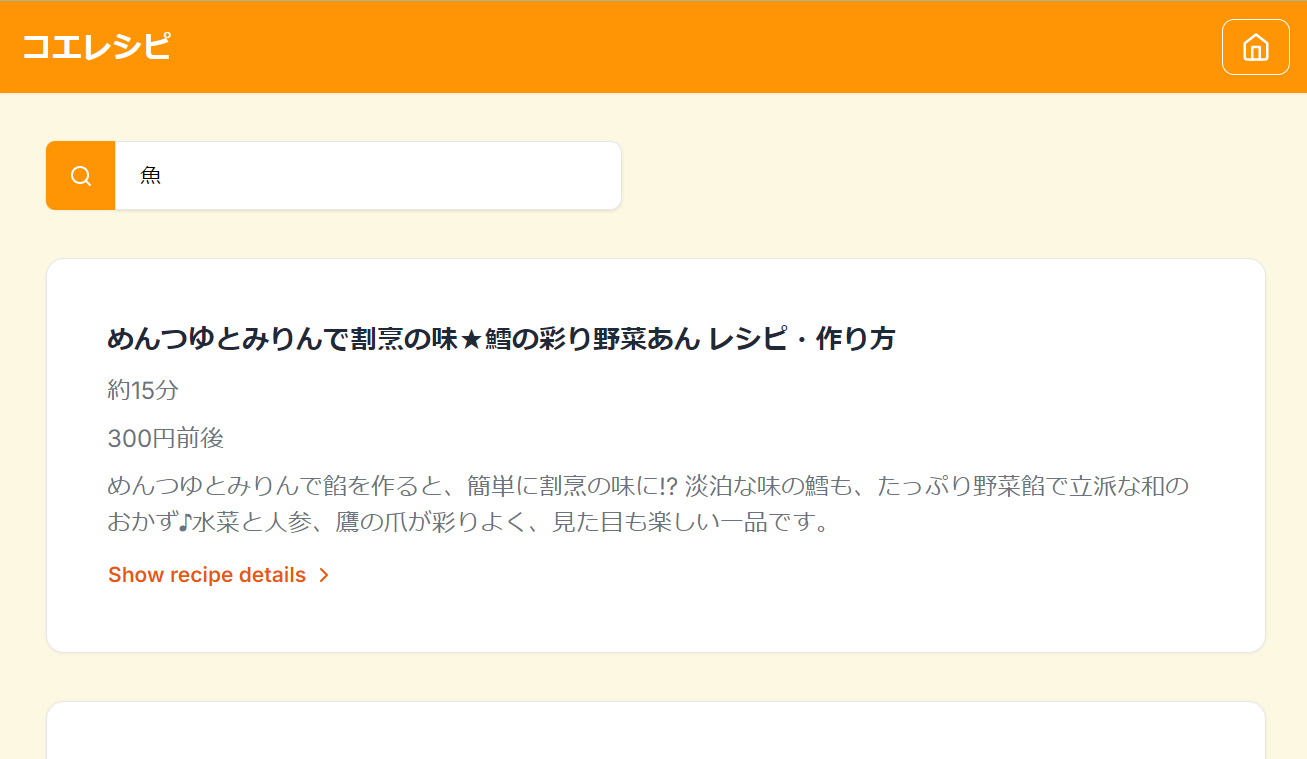 コエレシピ
魚
めんつゆとみりんで割烹の味★鱈の彩り野菜あん レシピ・作り方
約15分
300円前後
めんつゆとみりんで餡を作ると、簡単に割烹の味に!? 淡泊な味の鱈も、たっぷり野菜餡で立派な和の
おかず♪水菜と人参、鷹の爪が彩りよく、見た目も楽しい一品です。
Show recipe details